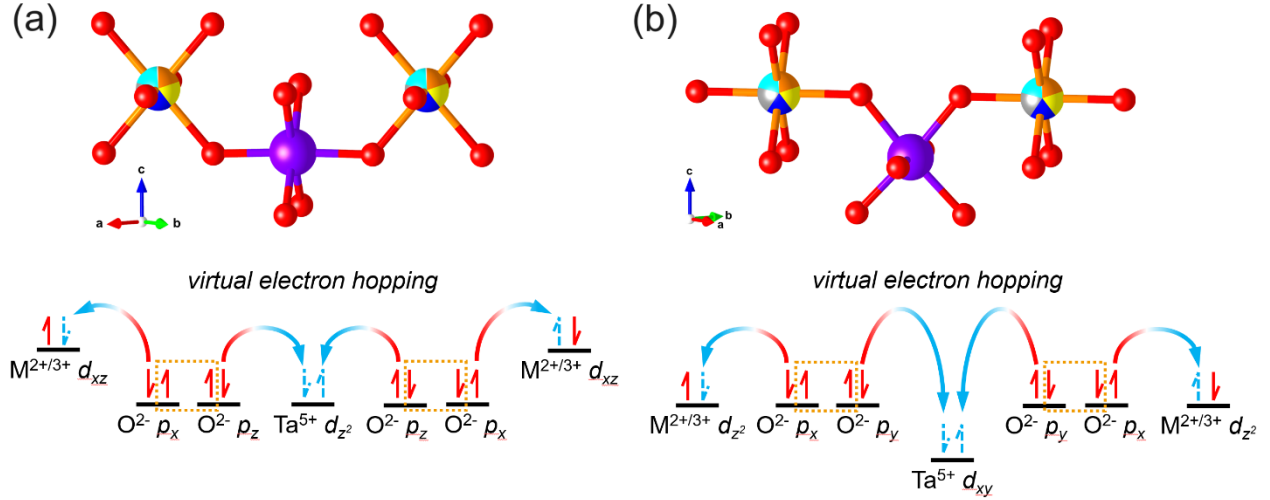 (a)
(b)
c
a
b
c
b
a
virtual electron hopping
virtual electron hopping
M2+/3+ dxz
O2- px
O2- pz
Ta5+ dz2
O2- pz
O2- px
M2+/3+ dxz
M2+/3+ dz2
O2- px
O2- py
Ta5+ dxy
O2- py
O2- px
M2+/3+ dz2